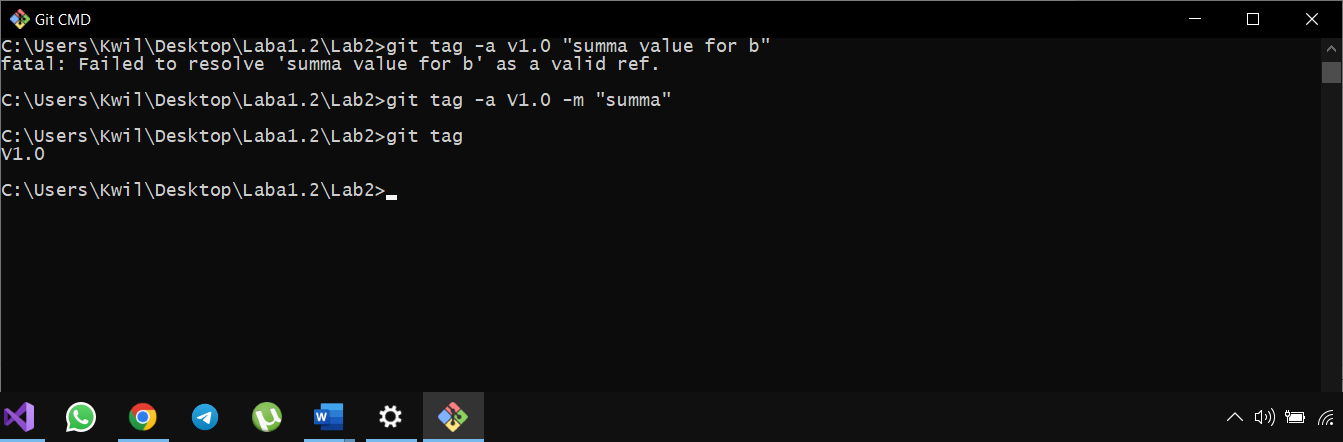 Git CMD
C:\Users\Kwil\Desktop\Laba1.2\Lab2>git tag -a v1.0 "summa value for b"
fatal: Failed to resolve 'summa value for b' as a valid ref.
C:\Users\Kwil\Desktop\Laba1.2\Lab2>git tag -a V1.0 -m "summa"
C:\Users\Kwil\Desktop\Laba1.2\Lab2>git tag
V1.0
C:\Users\Kwil\Desktop\Laba1.2\Lab2>
W